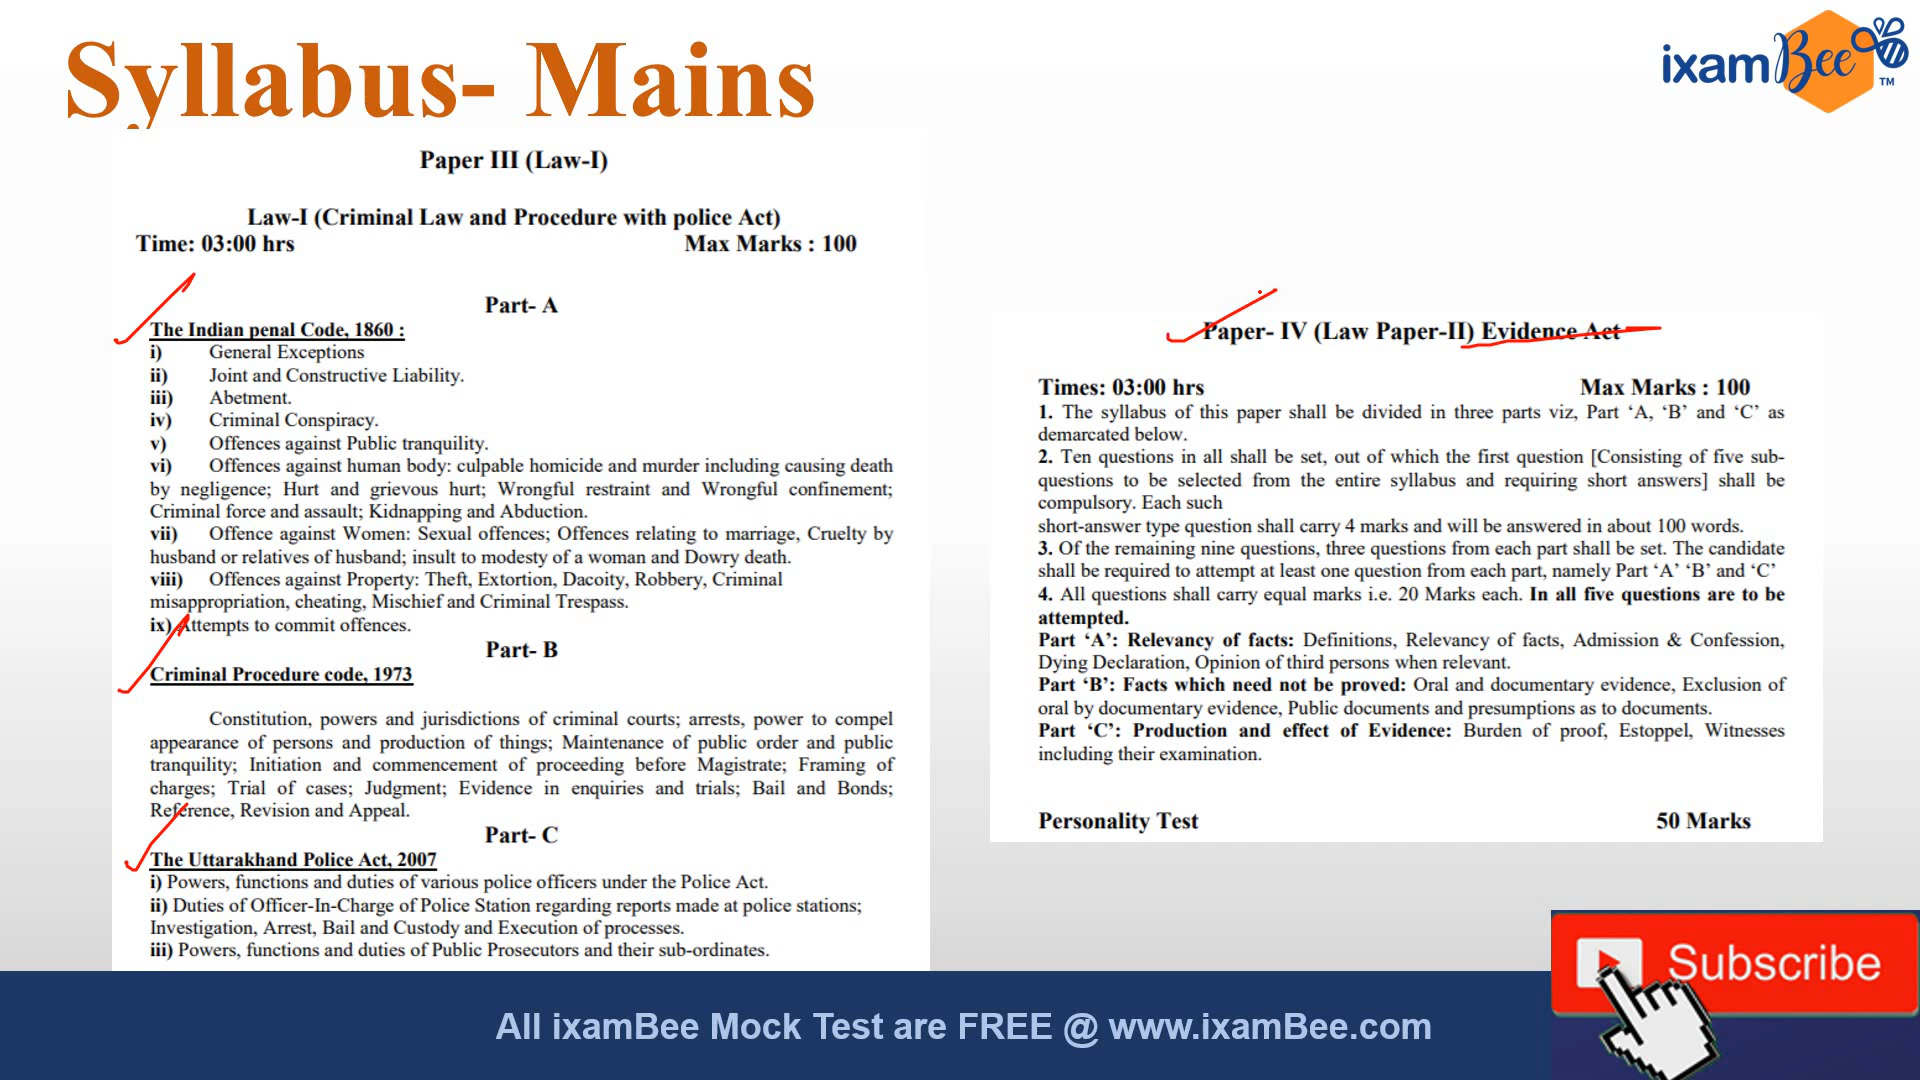 Syllabus- Mains
ixamBee
TM
Paper III (Law-I)
Law-I (Criminal Law and Procedure with police Act)
Time: 03:00 hrs Max Marks : 100
Part- A
The Indian penal Code, 1860 :
i) General Exceptions
ii) Joint and Constructive Liability.
iii) Abetment.
iv) Criminal Conspiracy.
v) Offences against Public tranquility.
vi) Offences against human body: culpable homicide and murder including causing death
by negligence; Hurt and grievous hurt; Wrongful restraint and Wrongful confinement;
Criminal force and assault; Kidnapping and Abduction.
vii) Offence against Women: Sexual offences; Offences relating to marriage, Cruelty by
husband or relatives of husband; insult to modesty of a woman and Dowry death.
viii) Offences against Property: Theft, Extortion, Dacoity, Robbery, Criminal
misappropriation, cheating, Mischief and Criminal Trespass.
ix) Attempts to commit offences.
Part- B
Criminal Procedure code, 1973
Constitution, powers and jurisdictions of criminal courts; arrests, power to compel
appearance of persons and production of things; Maintenance of public order and public
tranquility; Initiation and commencement of proceeding before Magistrate; Framing of
charges; Trial of cases; Judgment; Evidence in enquiries and trials; Bail and Bonds;
Reference, Revision and Appeal.
Part- C
The Uttarakhand Police Act, 2007
i) Powers, functions and duties of various police officers under the Police Act.
ii) Duties of Officer-In-Charge of Police Station regarding reports made at police stations;
Investigation, Arrest, Bail and Custody and Execution of processes.
iii) Powers, functions and duties of Public Prosecutors and their sub-ordinates.
Paper- IV (Law Paper-II) Evidence Act
Times: 03:00 hrs Max Marks : 100
1. The syllabus of this paper shall be divided in three parts viz, Part ‘A, ‘B’ and ‘C’ as
demarcated below.
2. Ten questions in all shall be set, out of which the first question [Consisting of five sub-
questions to be selected from the entire syllabus and requiring short answers] shall be
compulsory. Each such
short-answer type question shall carry 4 marks and will be answered in about 100 words.
3. Of the remaining nine questions, three questions from each part shall be set. The candidate
shall be required to attempt at least one question from each part, namely Part ‘A’ ‘B’ and ‘C’
4. All questions shall carry equal marks i.e. 20 Marks each. In all five questions are to be
attempted.
Part ‘A’: Relevancy of facts: Definitions, Relevancy of facts, Admission & Confession,
Dying Declaration, Opinion of third persons when relevant.
Part ‘B’: Facts which need not be proved: Oral and documentary evidence, Exclusion of
oral by documentary evidence, Public documents and presumptions as to documents.
Part ‘C’: Production and effect of Evidence: Burden of proof, Estoppel, Witnesses
including their examination.
Personality Test 50 Marks
Subscribe
All ixamBee Mock Test are FREE @ www.ixamBee.com